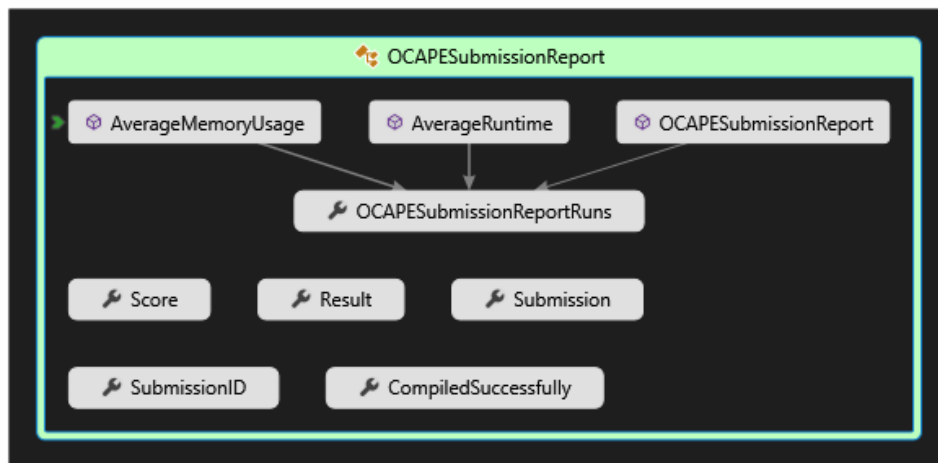 OCAPESubmissionReport
AverageMemoryUsage
AverageRuntime
OCAPESubmissionReport
OCAPESubmissionReportRuns
Score
Result
Submission
SubmissionID
CompiledSuccessfully